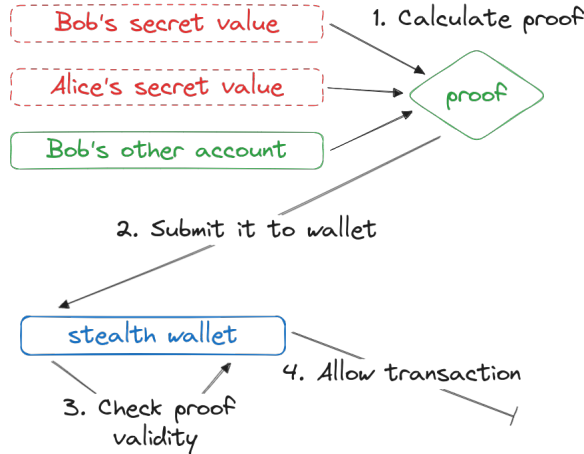 Bob's secret value
1. Calculate proof
Alice's secret value
proof
Bob's other account
2. Submit it to wallet
stealth wallet
4. Allow transaction
3. Check proof
validity